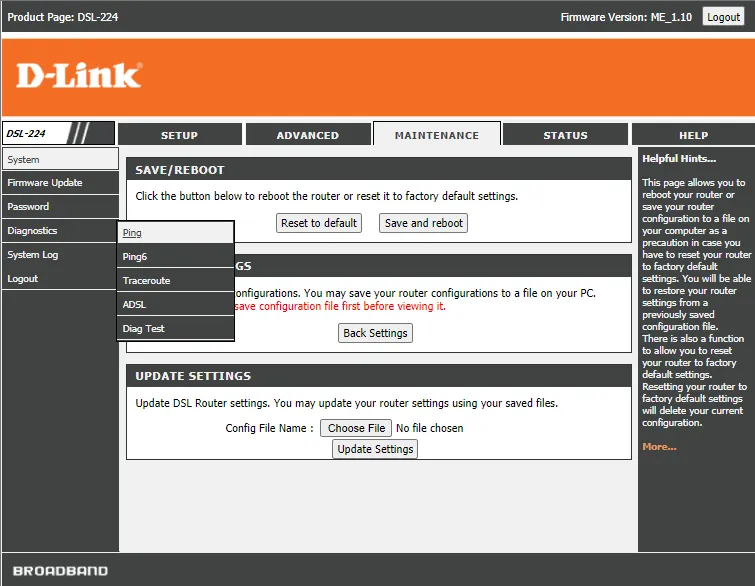 Product Page: DSL-224
Firmware Version: ME_1.10
Logout
D-Link
DSL-224
SETUP
ADVANCED
MAINTENANCE
STATUS
HELP
System
Firmware Update
Password
Diagnostics
System Log
Logout
Ping
Ping6
Traceroute
ADSL
Diag Test
SAVE/REBOOT
Click the button below to reboot the router or reset it to factory default settings.
Reset to default
Save and reboot
GS
onfigurations. You may save your router configurations to a file on your PC.
save configuration file first before viewing it.
Back Settings
UPDATE SETTINGS
Update DSL Router settings. You may update your router settings using your saved files.
Config File Name :
Choose File
No file chosen
Update Settings
Helpful Hints...
This page allows you to
reboot your router or
save your router
configuration to a file on
your computer as a
precaution in case you
have to reset your router
to factory default
settings. You will be able
to restore your router
settings from a
previously saved
configuration file.
There is also a function
to allow you to reset
your router to factory
default settings.
Resetting your router to
factory default settings
will delete your current
configuration.
More...
BROADBAND